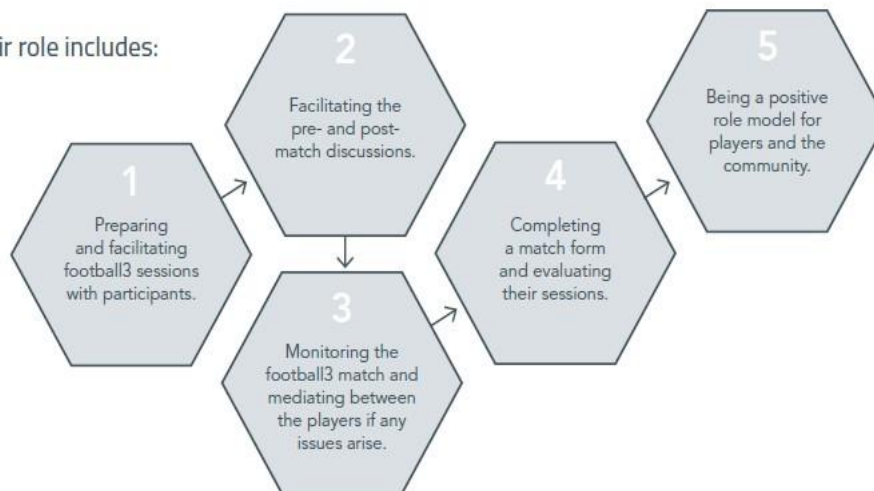 ir role includes:
1
Preparing
and facilitating
football3 sessions
with participants.
2
Facilitating the
pre- and post-
match discussions.
3
Monitoring the
football3 match and
mediating between
the players if any
issues arise.
4
Completing
a match form
and evaluating
their sessions.
5
Being a positive
role model for
players and the
community.